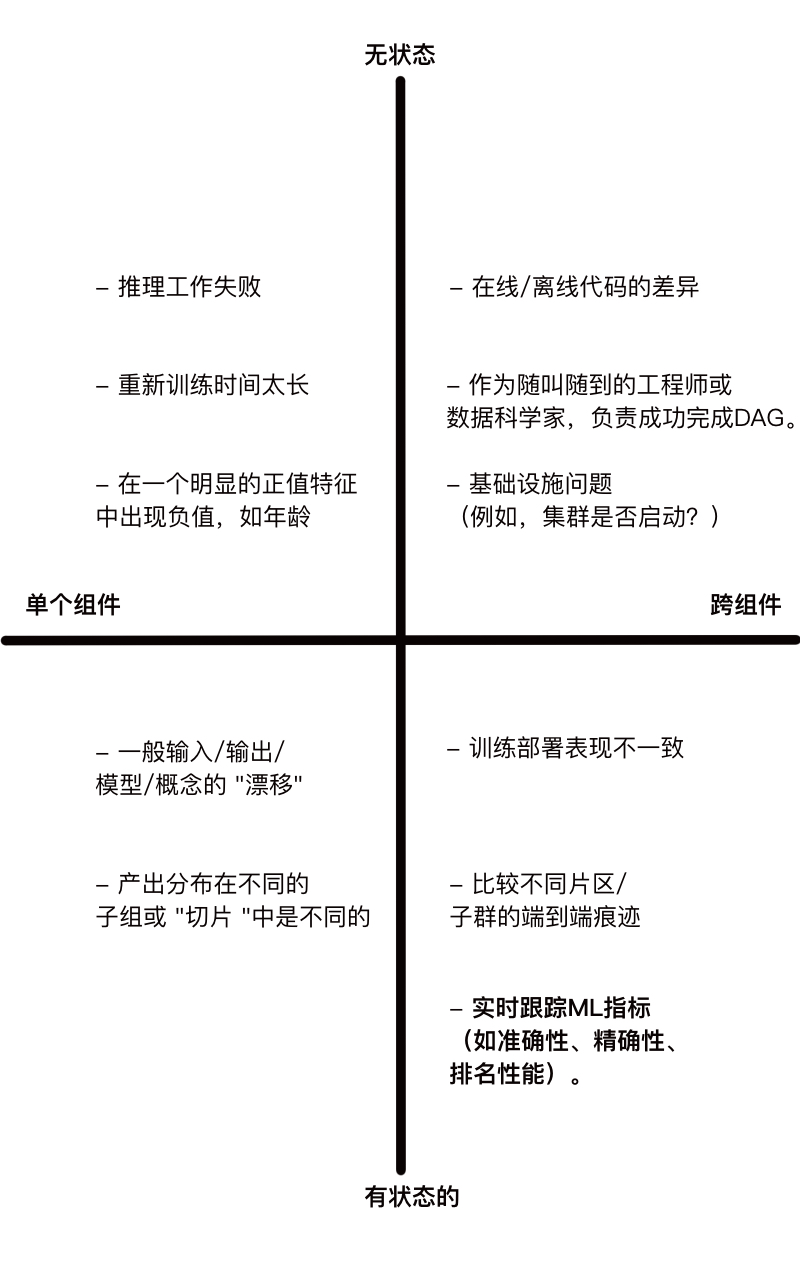 无状态
– 推理工作失败
– 重新训练时间太长
– 在一个明显的正值特征
中出现负值，如年龄
– 在线/离线代码的差异
– 作为随叫随到的工程师或
数据科学家，负责成功完成DAG。
– 基础设施问题
（例如，集群是否启动？）
单个组件
跨组件
– 一般输入/输出/
模型/概念的 "漂移"
– 产出分布在不同的
子组或 "切片 "中是不同的
– 训练部署表现不一致
– 比较不同片区/
子群的端到端痕迹
– 实时跟踪ML指标
（如准确性、精确性、
排名性能）。
有状态的